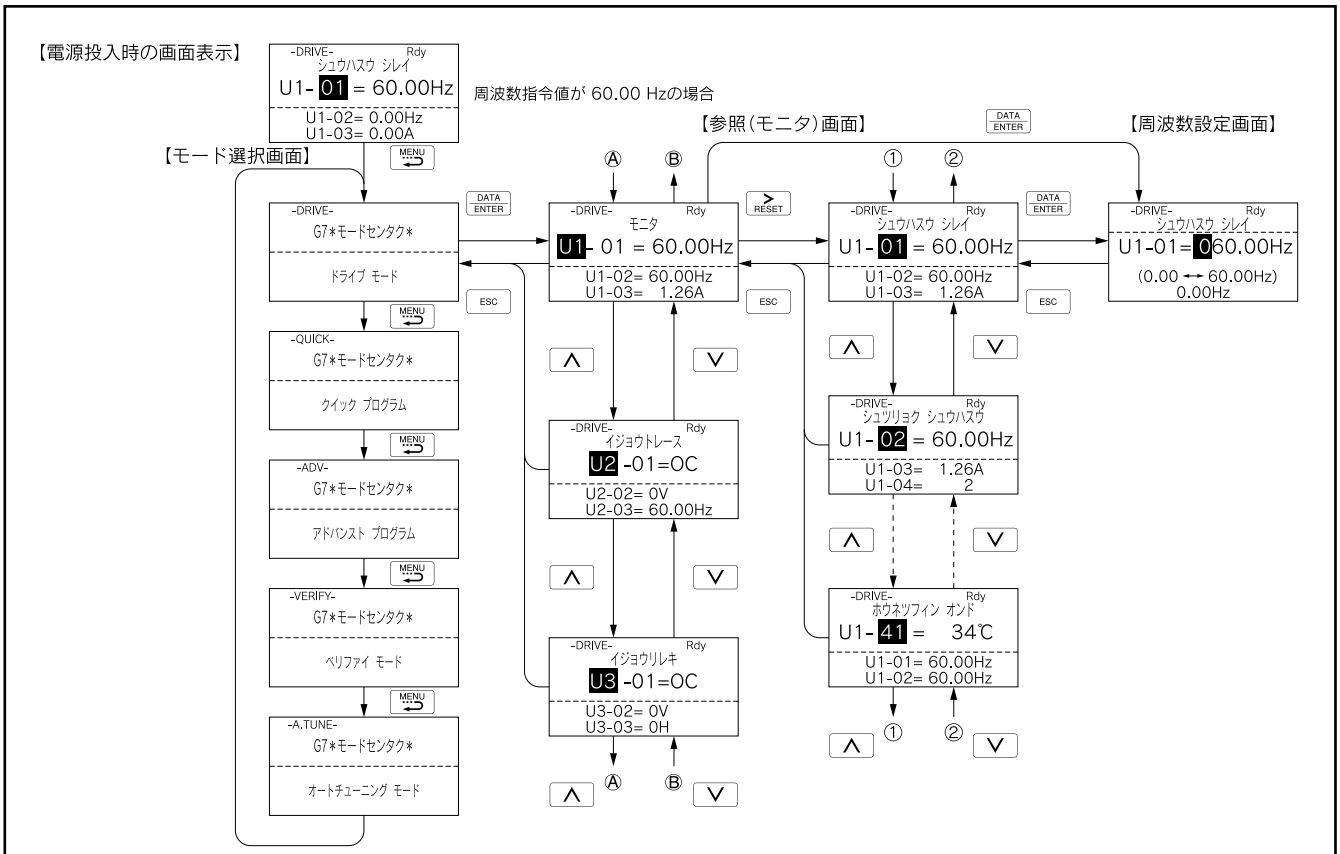 【電源投入時の画面表示】
-DRIVE- Rdy
シュウハスウ シレイ
U1- 01 = 60.00Hz
U1-02= 0.00Hz
U1-03= 0.00A
周波数指令値が 60.00 Hzの場合
【モード選択画面】
MENU
【参照(モニタ)画面】
DATA
ENTER
【周波数設定画面】
-DRIVE-
G7*モードセンタク*
ドライブ モード
DATA
ENTER
ESC
MENU
-QUICK-
G7*モードセンタク*
クイック プログラム
MENU
-ADV-
G7*モードセンタク*
アドバンスト プログラム
MENU
-VERIFY-
G7*モードセンタク*
ベリファイ モード
MENU
-A.TUNE-
G7*モードセンタク*
オートチューニング モード
Ⓐ Ⓑ
-DRIVE- Rdy
モニタ
U1- 01 = 60.00Hz
U1-02= 60.00Hz
U1-03= 1.26A
>
RESET
ESC
∧ ∨
-DRIVE- Rdy
イジョウトレース
U2 -01=OC
U2-02= 0V
U2-03= 60.00Hz
∧ ∨
-DRIVE- Rdy
イジョウリレキ
U3 -01=OC
U3-02= 0V
U3-03= 0H
∧ Ⓐ Ⓑ ∨
① ②
-DRIVE- Rdy
シュウハスウ シレイ
U1- 01 = 60.00Hz
U1-02= 60.00Hz
U1-03= 1.26A
DATA
ENTER
ESC
∧ ∨
-DRIVE- Rdy
シュツリョク シュウハスウ
U1- 02 = 60.00Hz
U1-03= 1.26A
U1-04= 2
∧ ∨
-DRIVE- Rdy
ホウネツフィン オンド
U1- 41 = 34℃
U1-01= 60.00Hz
U1-02= 60.00Hz
∧ ① ② ∨
-DRIVE- Rdy
シュウハスウ シレイ
U1-01= 060.00Hz
(0.00 ↔ 60.00Hz)
0.00Hz